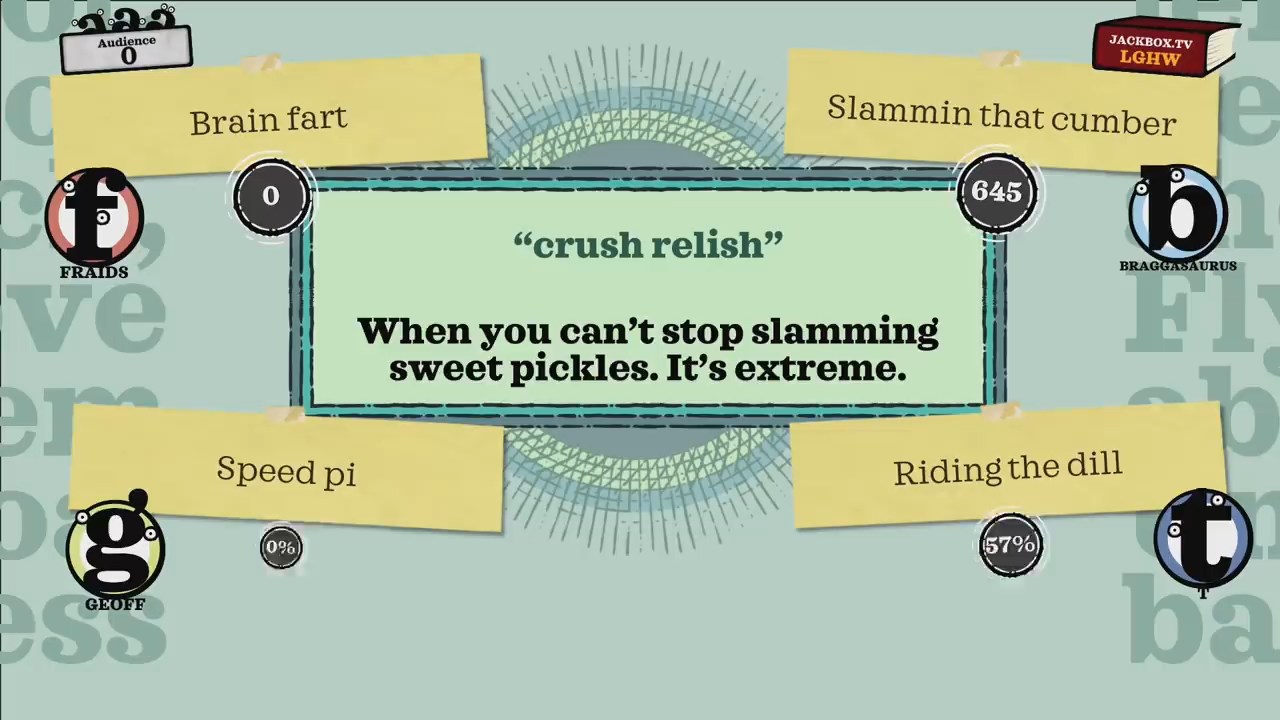 Audience
0
JACKBOX.TV
LGHW
Brain fart
Slammin that cumber
0
645
f
FRAIDS
b
BRAGGASAURUS
“crush relish”
When you can’t stop slamming
sweet pickles. It’s extreme.
Speed pi
Riding the dill
g
GEOFF
0%
57%
t
T